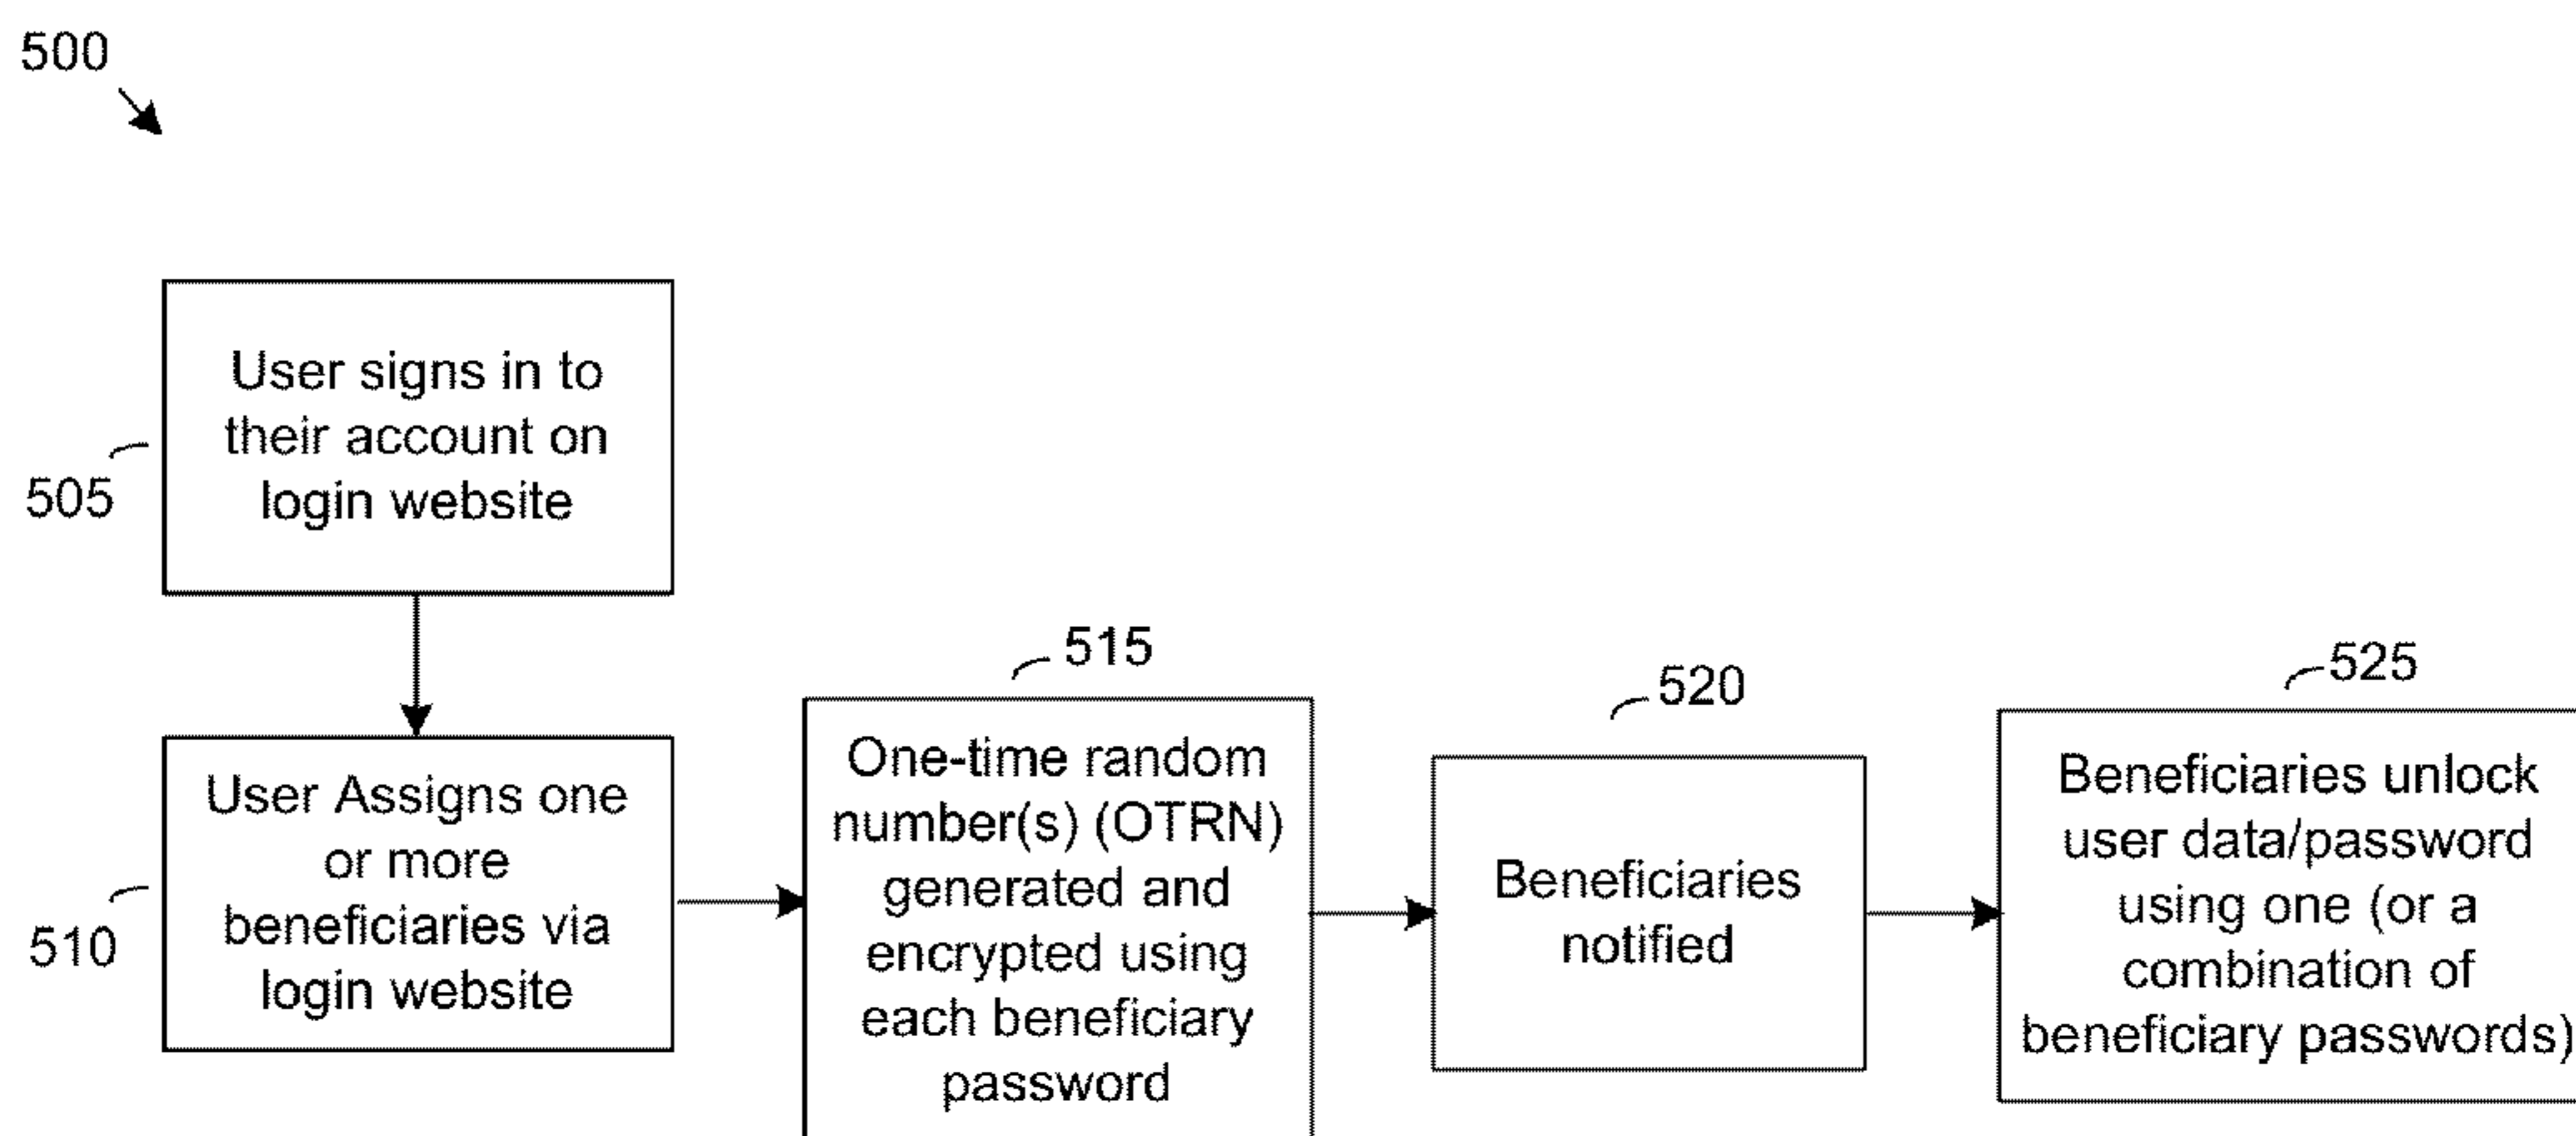 500
User signs in to
their account on
login website
505
User Assigns one
or more
beneficiaries via
login website
510
515
One-time random
number(s) (OTRN)
generated and
encrypted using
each beneficiary
password
520
Beneficiaries
notified
525
Beneficiaries unlock
user data/password
using one (or a
combination of
beneficiary passwords)